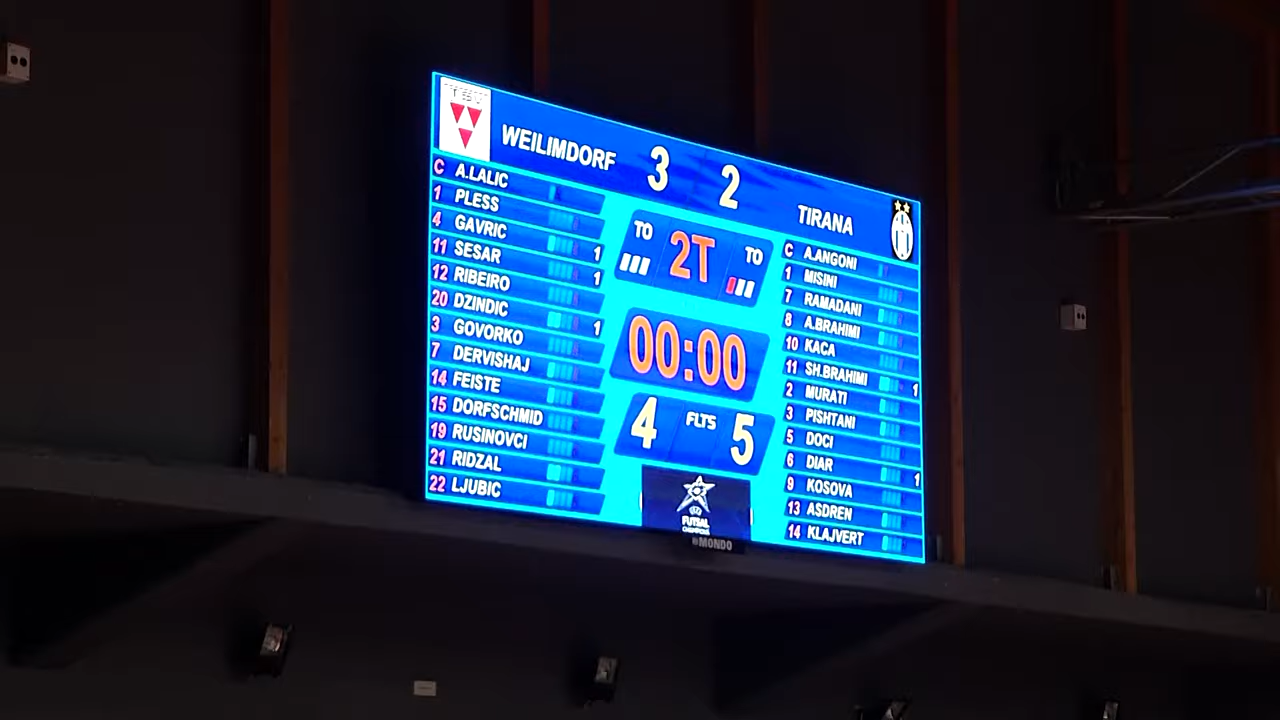 WEILIMDORF 3 2 TIRANA
C A.LALIC
1 PLESS
4 GAVRIC 1
11 SESAR 1
12 RIBEIRO
20 DZINDIC 1
3 GOVORKO
7 DERVISHAJ
14 FEISTE
15 DORFSCHMID
19 RUSINOVCI
21 RIDZAL
22 LJUBIC
TO 2T TO
00:00
4 FLTS 5
FUTSAL
CHAMPIONS
MONDO
C A.ANGONI
1 MISINI
7 RAMADANI
8 A.BRAHIMI
10 KACA
11 SH.BRAHIMI 1
2 MURATI
3 PISHTANI
5 DOCI
6 DIAR 1
9 KOSOVA
13 ASDREN
14 KLAJVERT